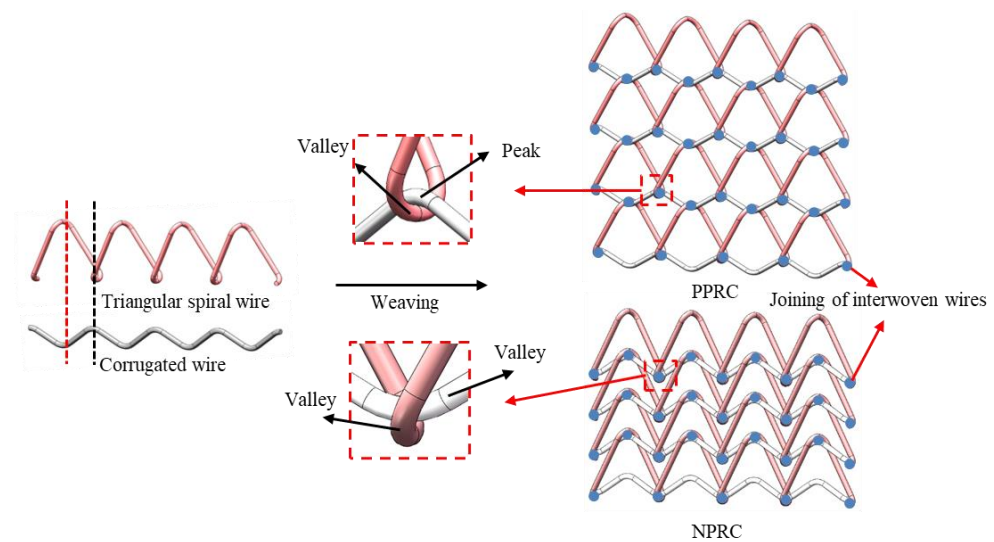 Valley
Peak
Triangular spiral wire
Corrugated wire
Weaving
Valley
Valley
PPRC
Joining of interwoven wires
NPRC